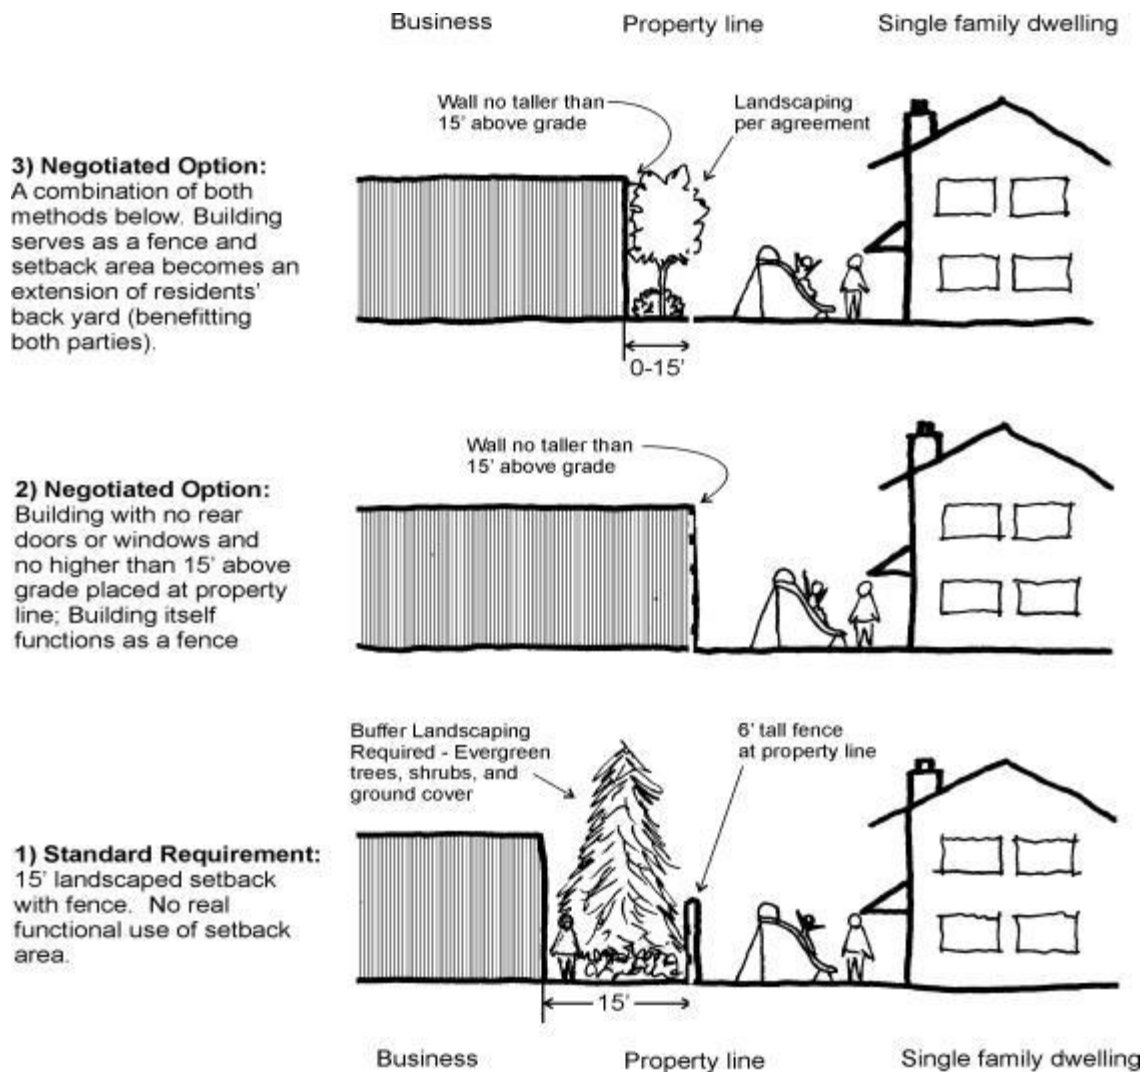 Business
Property line
Single family dwelling
Wall no taller than
15' above grade
Landscaping
per agreement
3) Negotiated Option:
A combination of both
methods below. Building
serves as a fence and
setback area becomes an
extension of residents'
back yard (benefitting
both parties).
0-15'
Wall no taller than
15' above grade
2) Negotiated Option:
Building with no rear
doors or windows and
no higher than 15' above
grade placed at property
line; Building itself
functions as a fence
Buffer Landscaping
Required - Evergreen
trees, shrubs, and
ground cover
6' tall fence
at property line
1) Standard Requirement:
15' landscaped setback
with fence. No real
functional use of setback
area.
15'
Business
Property line
Single family dwelling